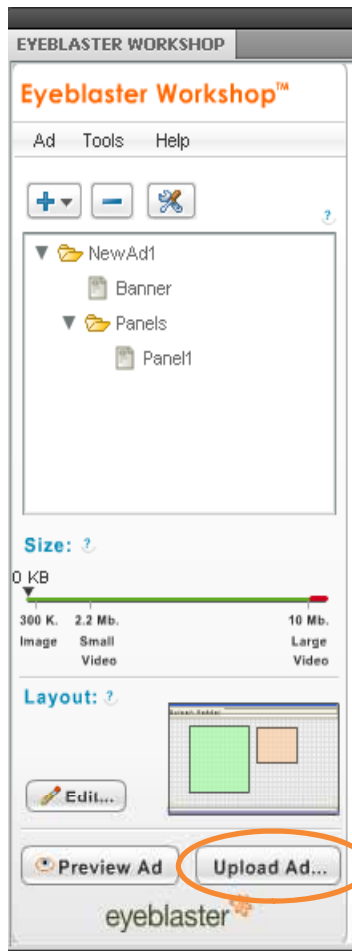 EYEBLASTER WORKSHOP
Eyeblaster Workshop™
Ad Tools Help
?
NewAd1
Banner
Panels
Panel1
Size: ?
0 KB
300 K. 2.2 Mb. 10 Mb.
Image Small Large
Video Video
Layout: ?
Edit...
Preview Ad Upload Ad...
eyeblaster